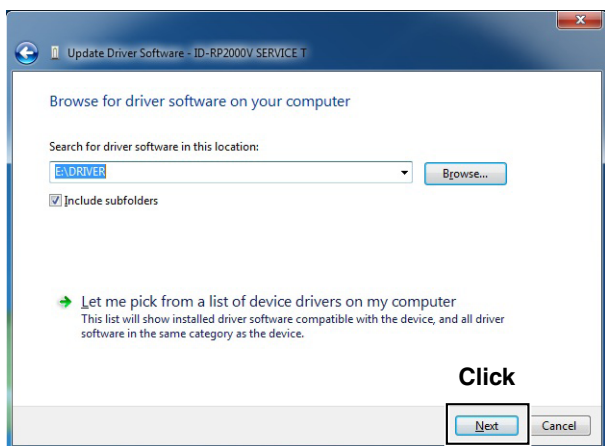 Update Driver Software - ID-RP2000V SERVICE T
Browse for driver software on your computer
Search for driver software in this location:
E:\DRIVER
Browse...
Include subfolders
Let me pick from a list of device drivers on my computer
This list will show installed driver software compatible with the device, and all driver
software in the same category as the device.
Click
Next
Cancel